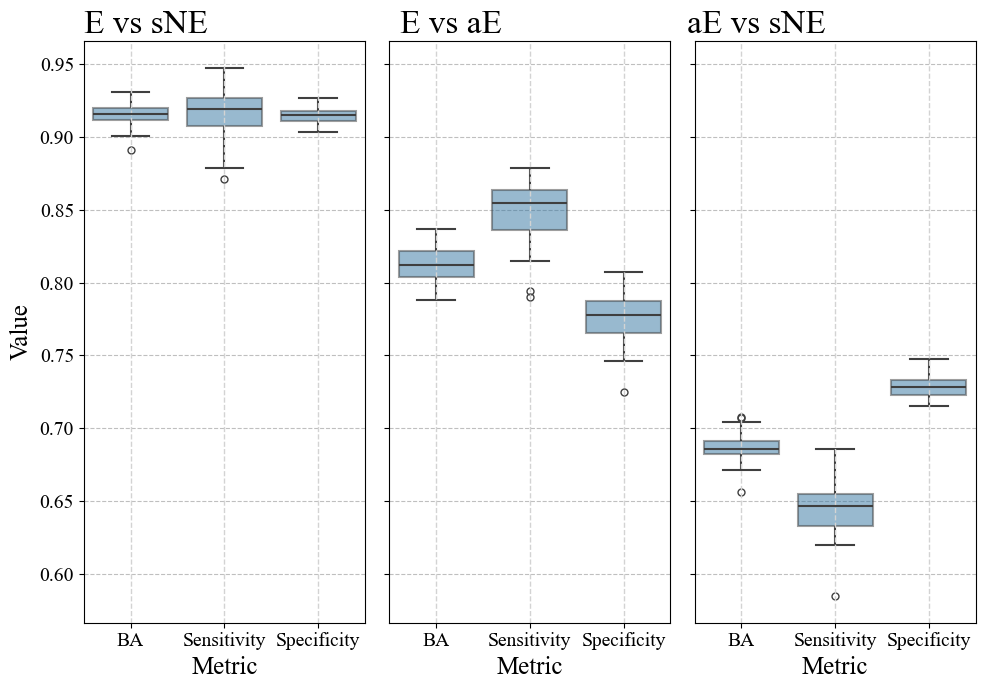 E vs sNE
E vs aE
aE vs sNE
Value
0.95
0.90
0.85
0.80
0.75
0.70
0.65
0.60
BA Sensitivity Specificity
BA Sensitivity Specificity
BA Sensitivity Specificity
Metric
Metric
Metric